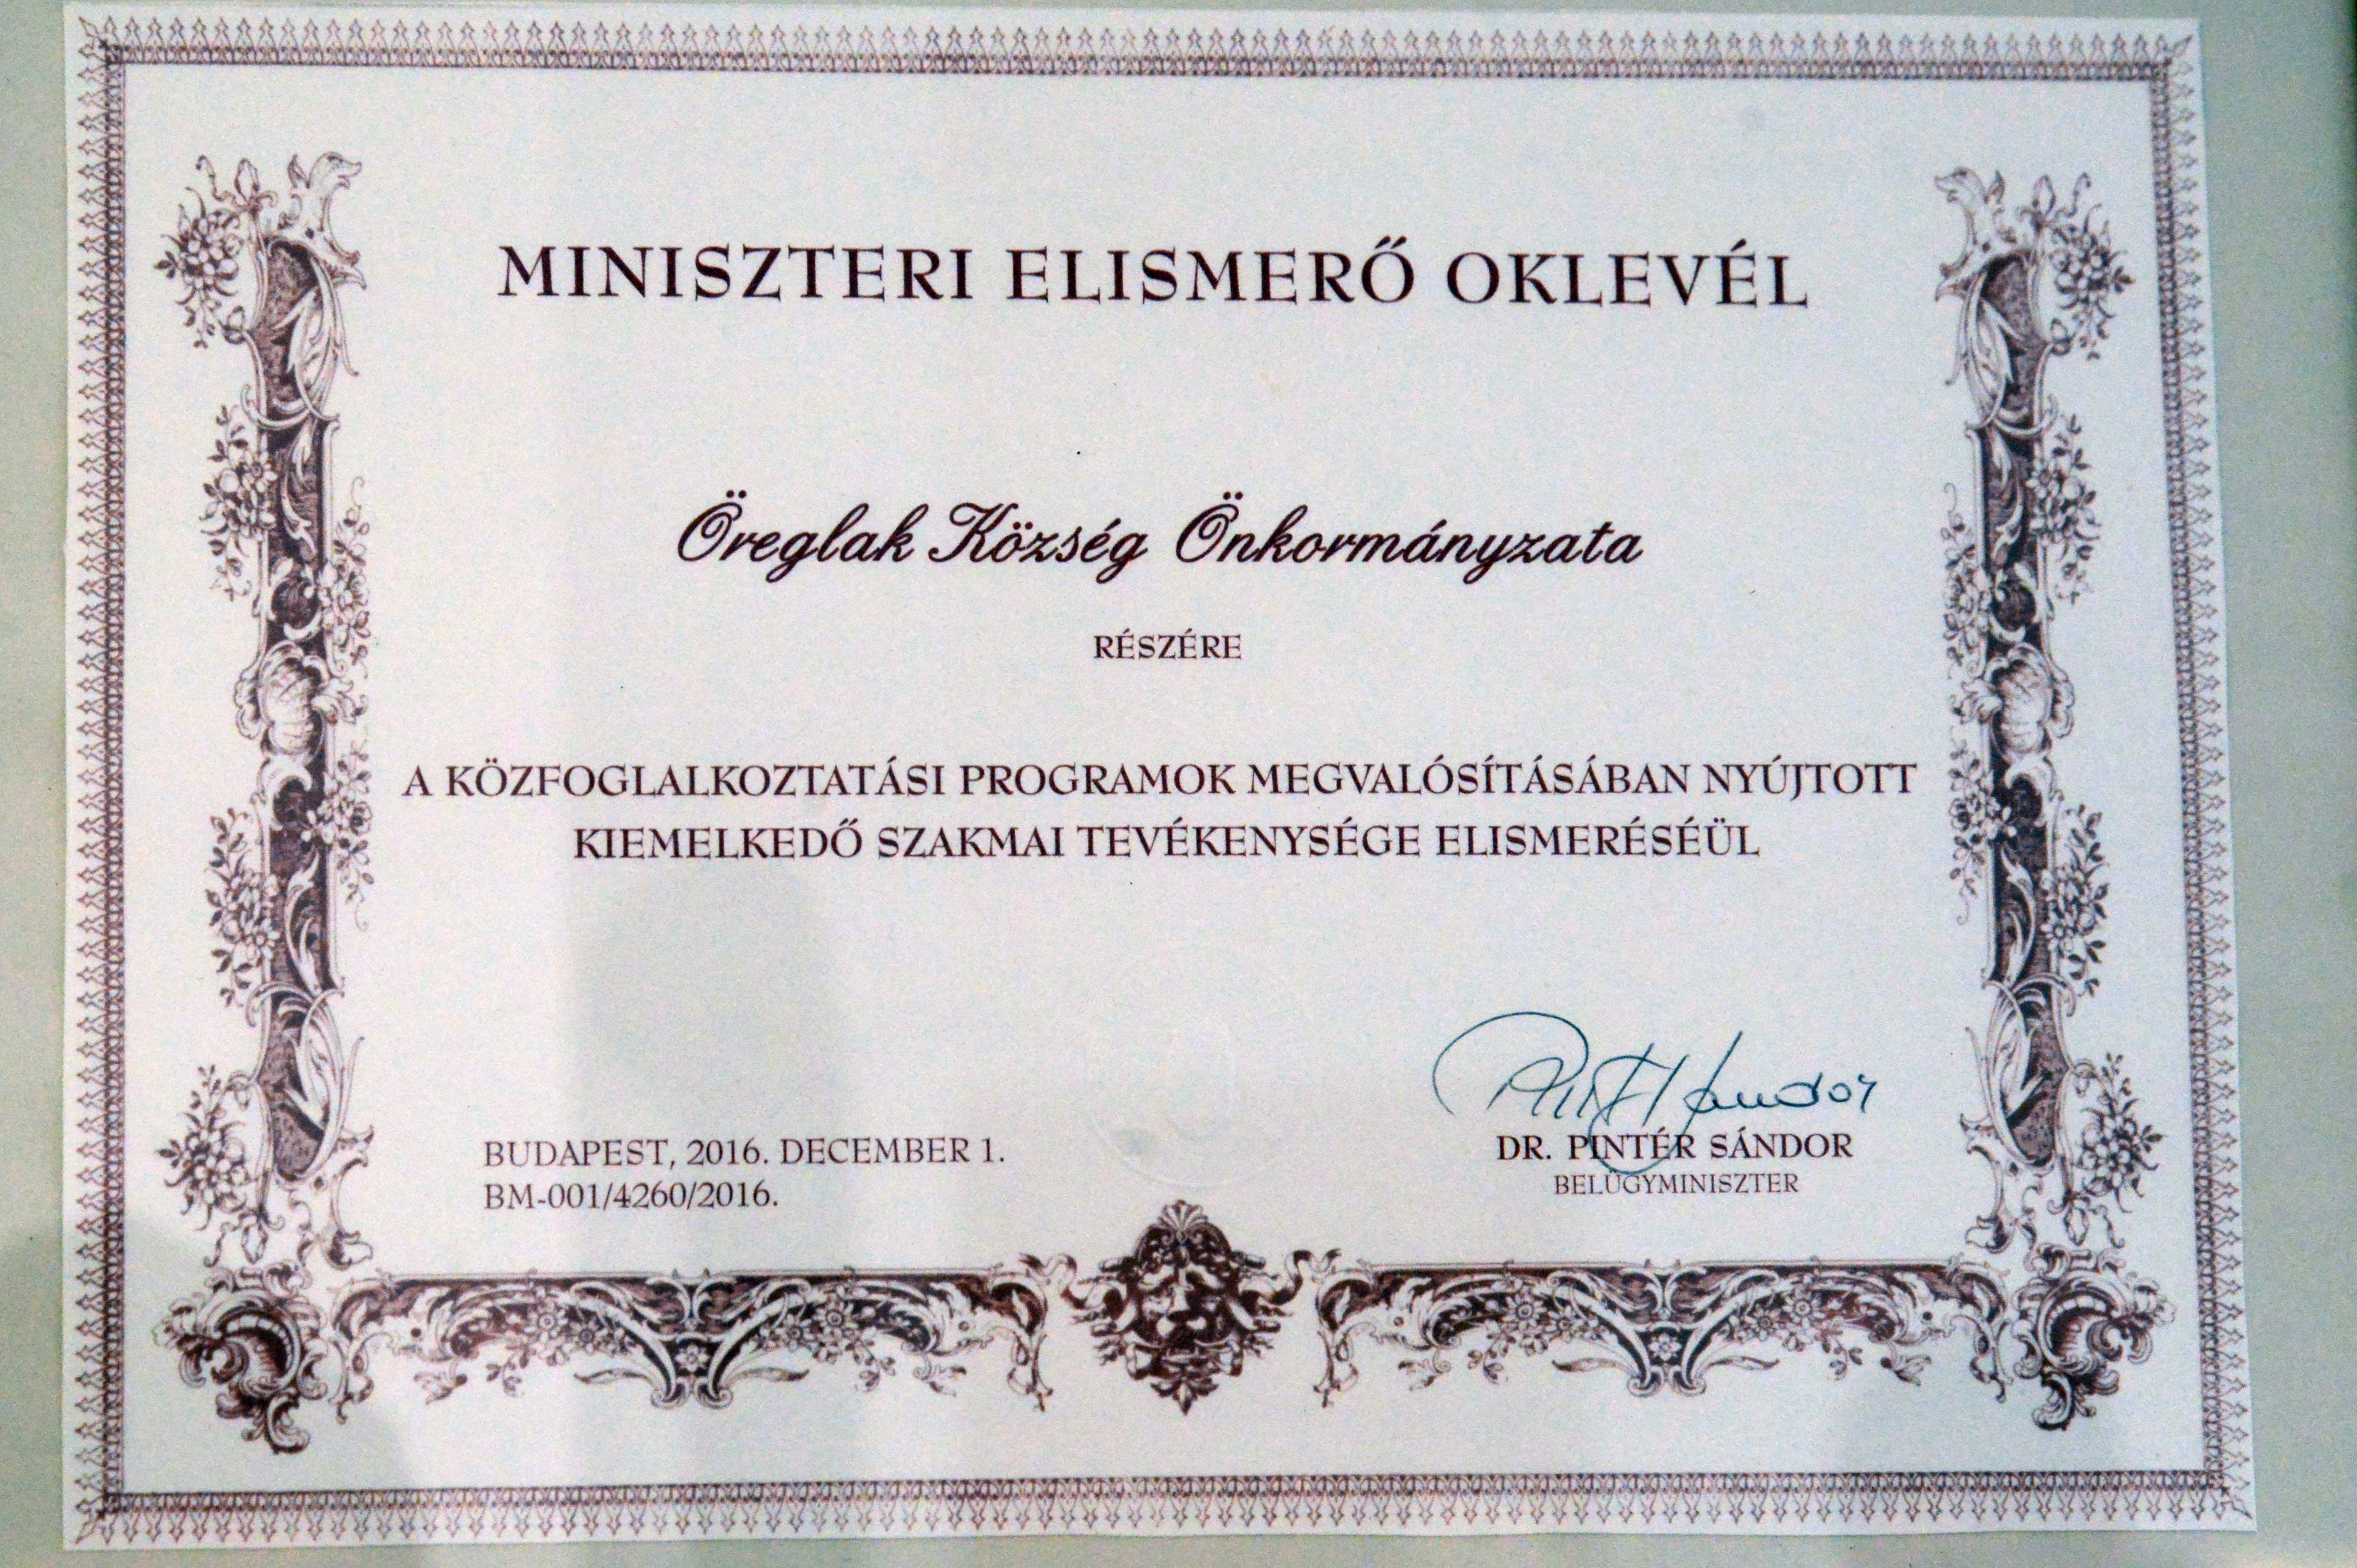 MINISZTERI ELISMERŐ OKLEVÉL
Öreglak Község Önkormányzata
RÉSZÉRE
A KÖZFOGLALKOZTATÁSI PROGRAMOK MEGVALÓSÍTÁSÁBAN NYÚJTOTT
KIEMELKEDŐ SZAKMAI TEVÉKENYSÉGE ELISMERÉSÉÜL
BUDAPEST, 2016. DECEMBER 1.
BM-001/4260/2016.
DR. PINTÉR SÁNDOR
BELÜGYMINISZTER